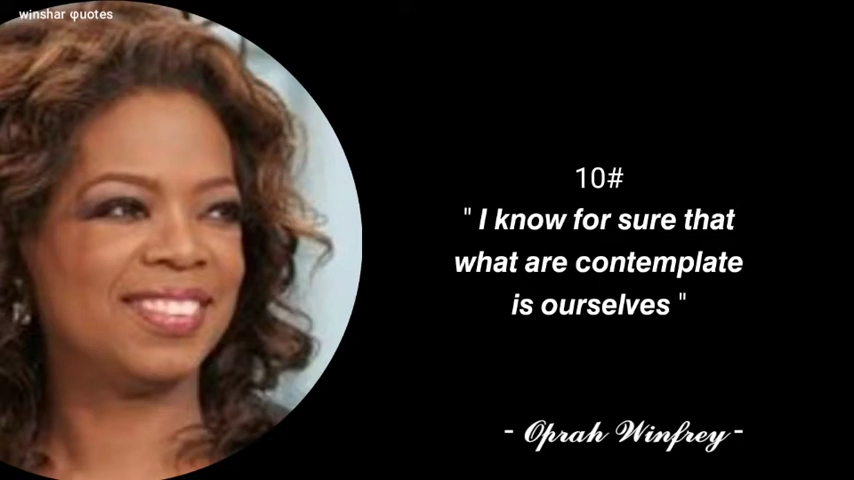 winshar quotes
10#
" I know for sure that
what are contemplate
is ourselves "
- Oprah Winfrey -